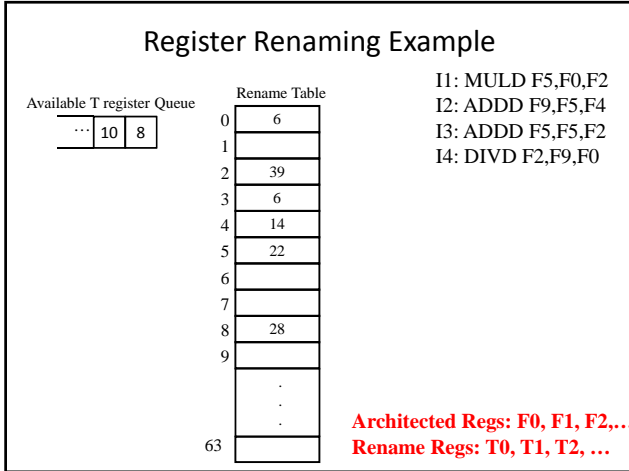 Register Renaming Example
I1: MULD F5,F0,F2
I2: ADDD F9,F5,F4
I3: ADDD F5,F5,F2
I4: DIVD F2,F9,F0
Available T register Queue
… 10 8
Rename Table
0 6
1
2 39
3 6
4 14
5 22
6
7
8 28
9
.
.
.
63
Architected Regs: F0, F1, F2,…
Rename Regs: T0, T1, T2, …